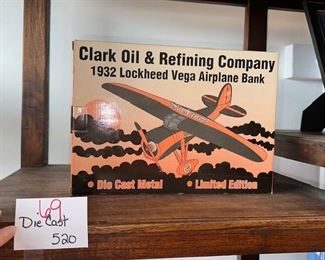 Clark Oil & Refining Company
1932 Lockheed Vega Airplane Bank
• Die Cast Metal
• Limited Edition
69
Die Cast
520